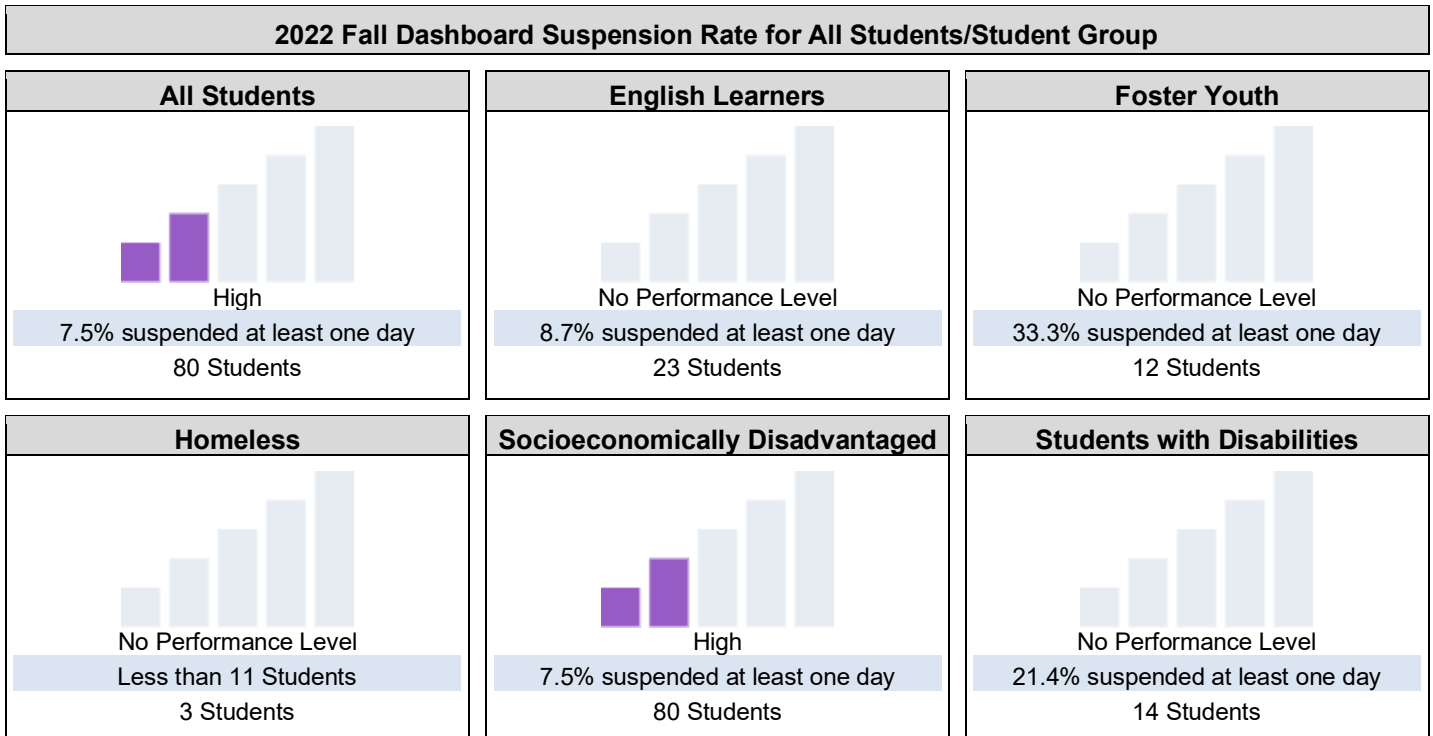 2022 Fall Dashboard Suspension Rate for All Students/Student Group
All Students
High
7.5% suspended at least one day
80 Students
English Learners
No Performance Level
8.7% suspended at least one day
23 Students
Foster Youth
No Performance Level
33.3% suspended at least one day
12 Students
Homeless
No Performance Level
Less than 11 Students
3 Students
Socioeconomically Disadvantaged
High
7.5% suspended at least one day
80 Students
Students with Disabilities
No Performance Level
21.4% suspended at least one day
14 Students